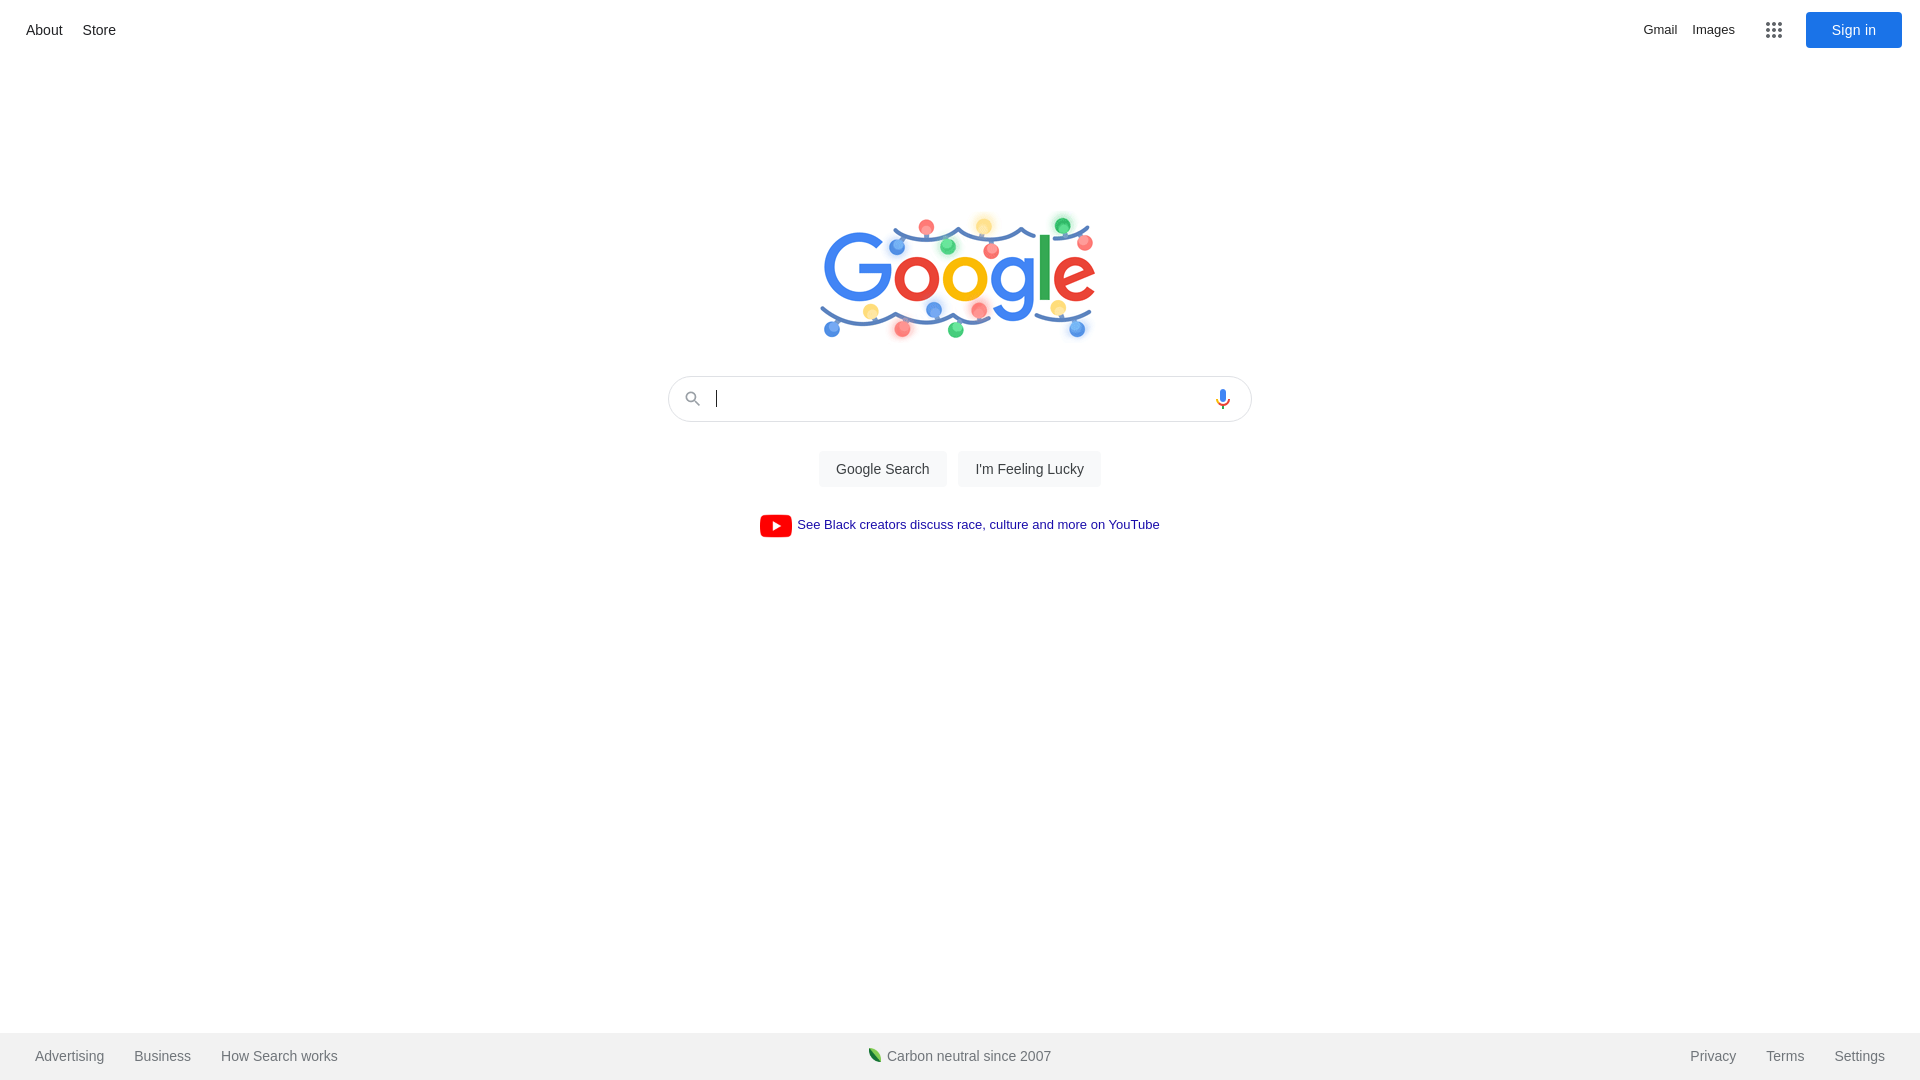 About Store
Gmail Images
Sign in
Google
Google Search
I'm Feeling Lucky
See Black creators discuss race, culture and more on YouTube
Advertising Business How Search works
Carbon neutral since 2007
Privacy Terms Settings